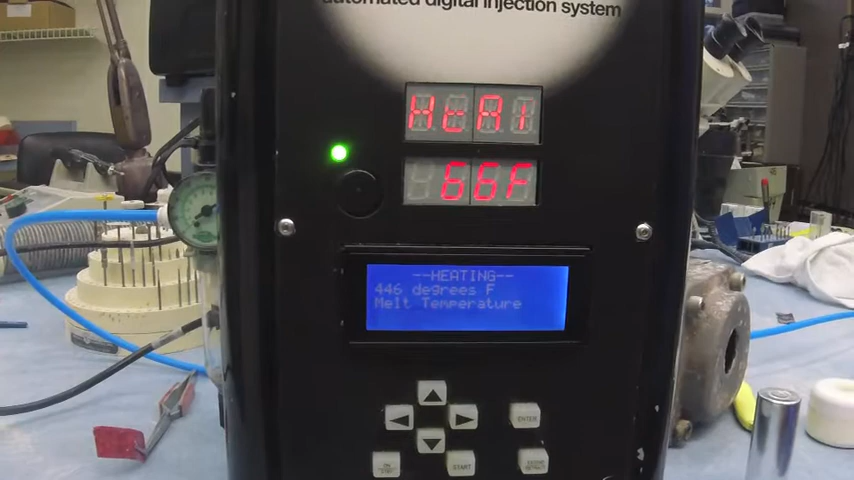 automated digital injection system
HEAt
66F
--HEATING--
446 degrees F
Melt Temperature
ENTER
START